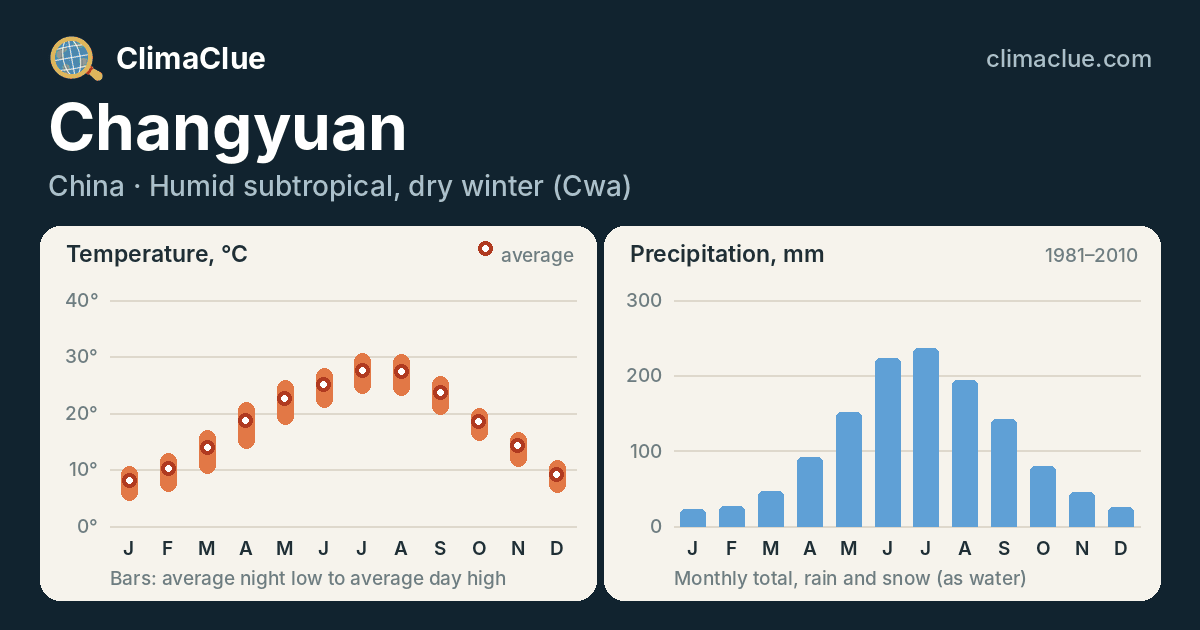 ClimaClue
climaclue.com
Changyuan
China · Humid subtropical, dry winter (Cwa)
Temperature, °C
average
40°
30°
20°
10°
0°
J F M A M J J A S O N D
Bars: average night low to average day high
Precipitation, mm
1981–2010
300
200
100
0
J F M A M J J A S O N D
Monthly total, rain and snow (as water)